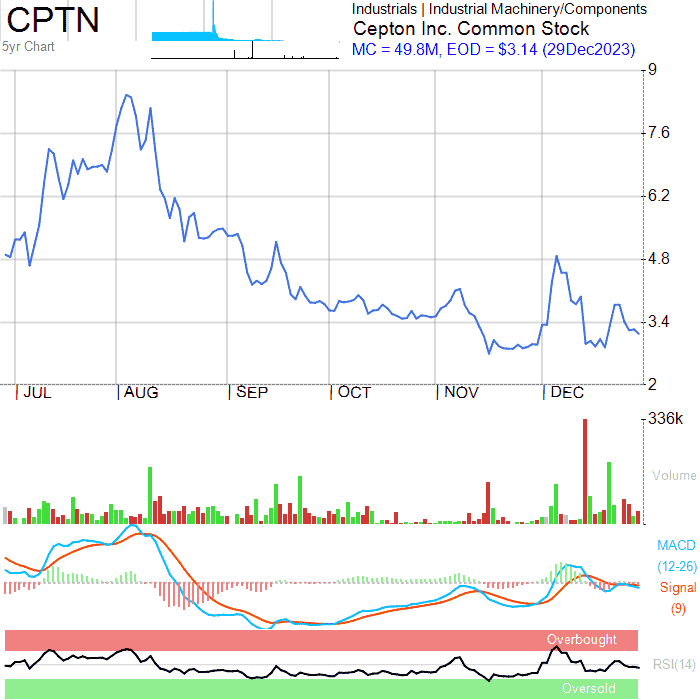 CPTN
5yr Chart
Industrials | Industrial Machinery/Components
Cepton Inc. Common Stock
MC = 49.8M, EOD = $3.14 (29Dec2023)
9
7.6
6.2
4.8
3.4
2
JUL AUG SEP OCT NOV DEC
336k
Volume
MACD
(12-26)
Signal
(9)
Overbought
RSI(14)
Oversold